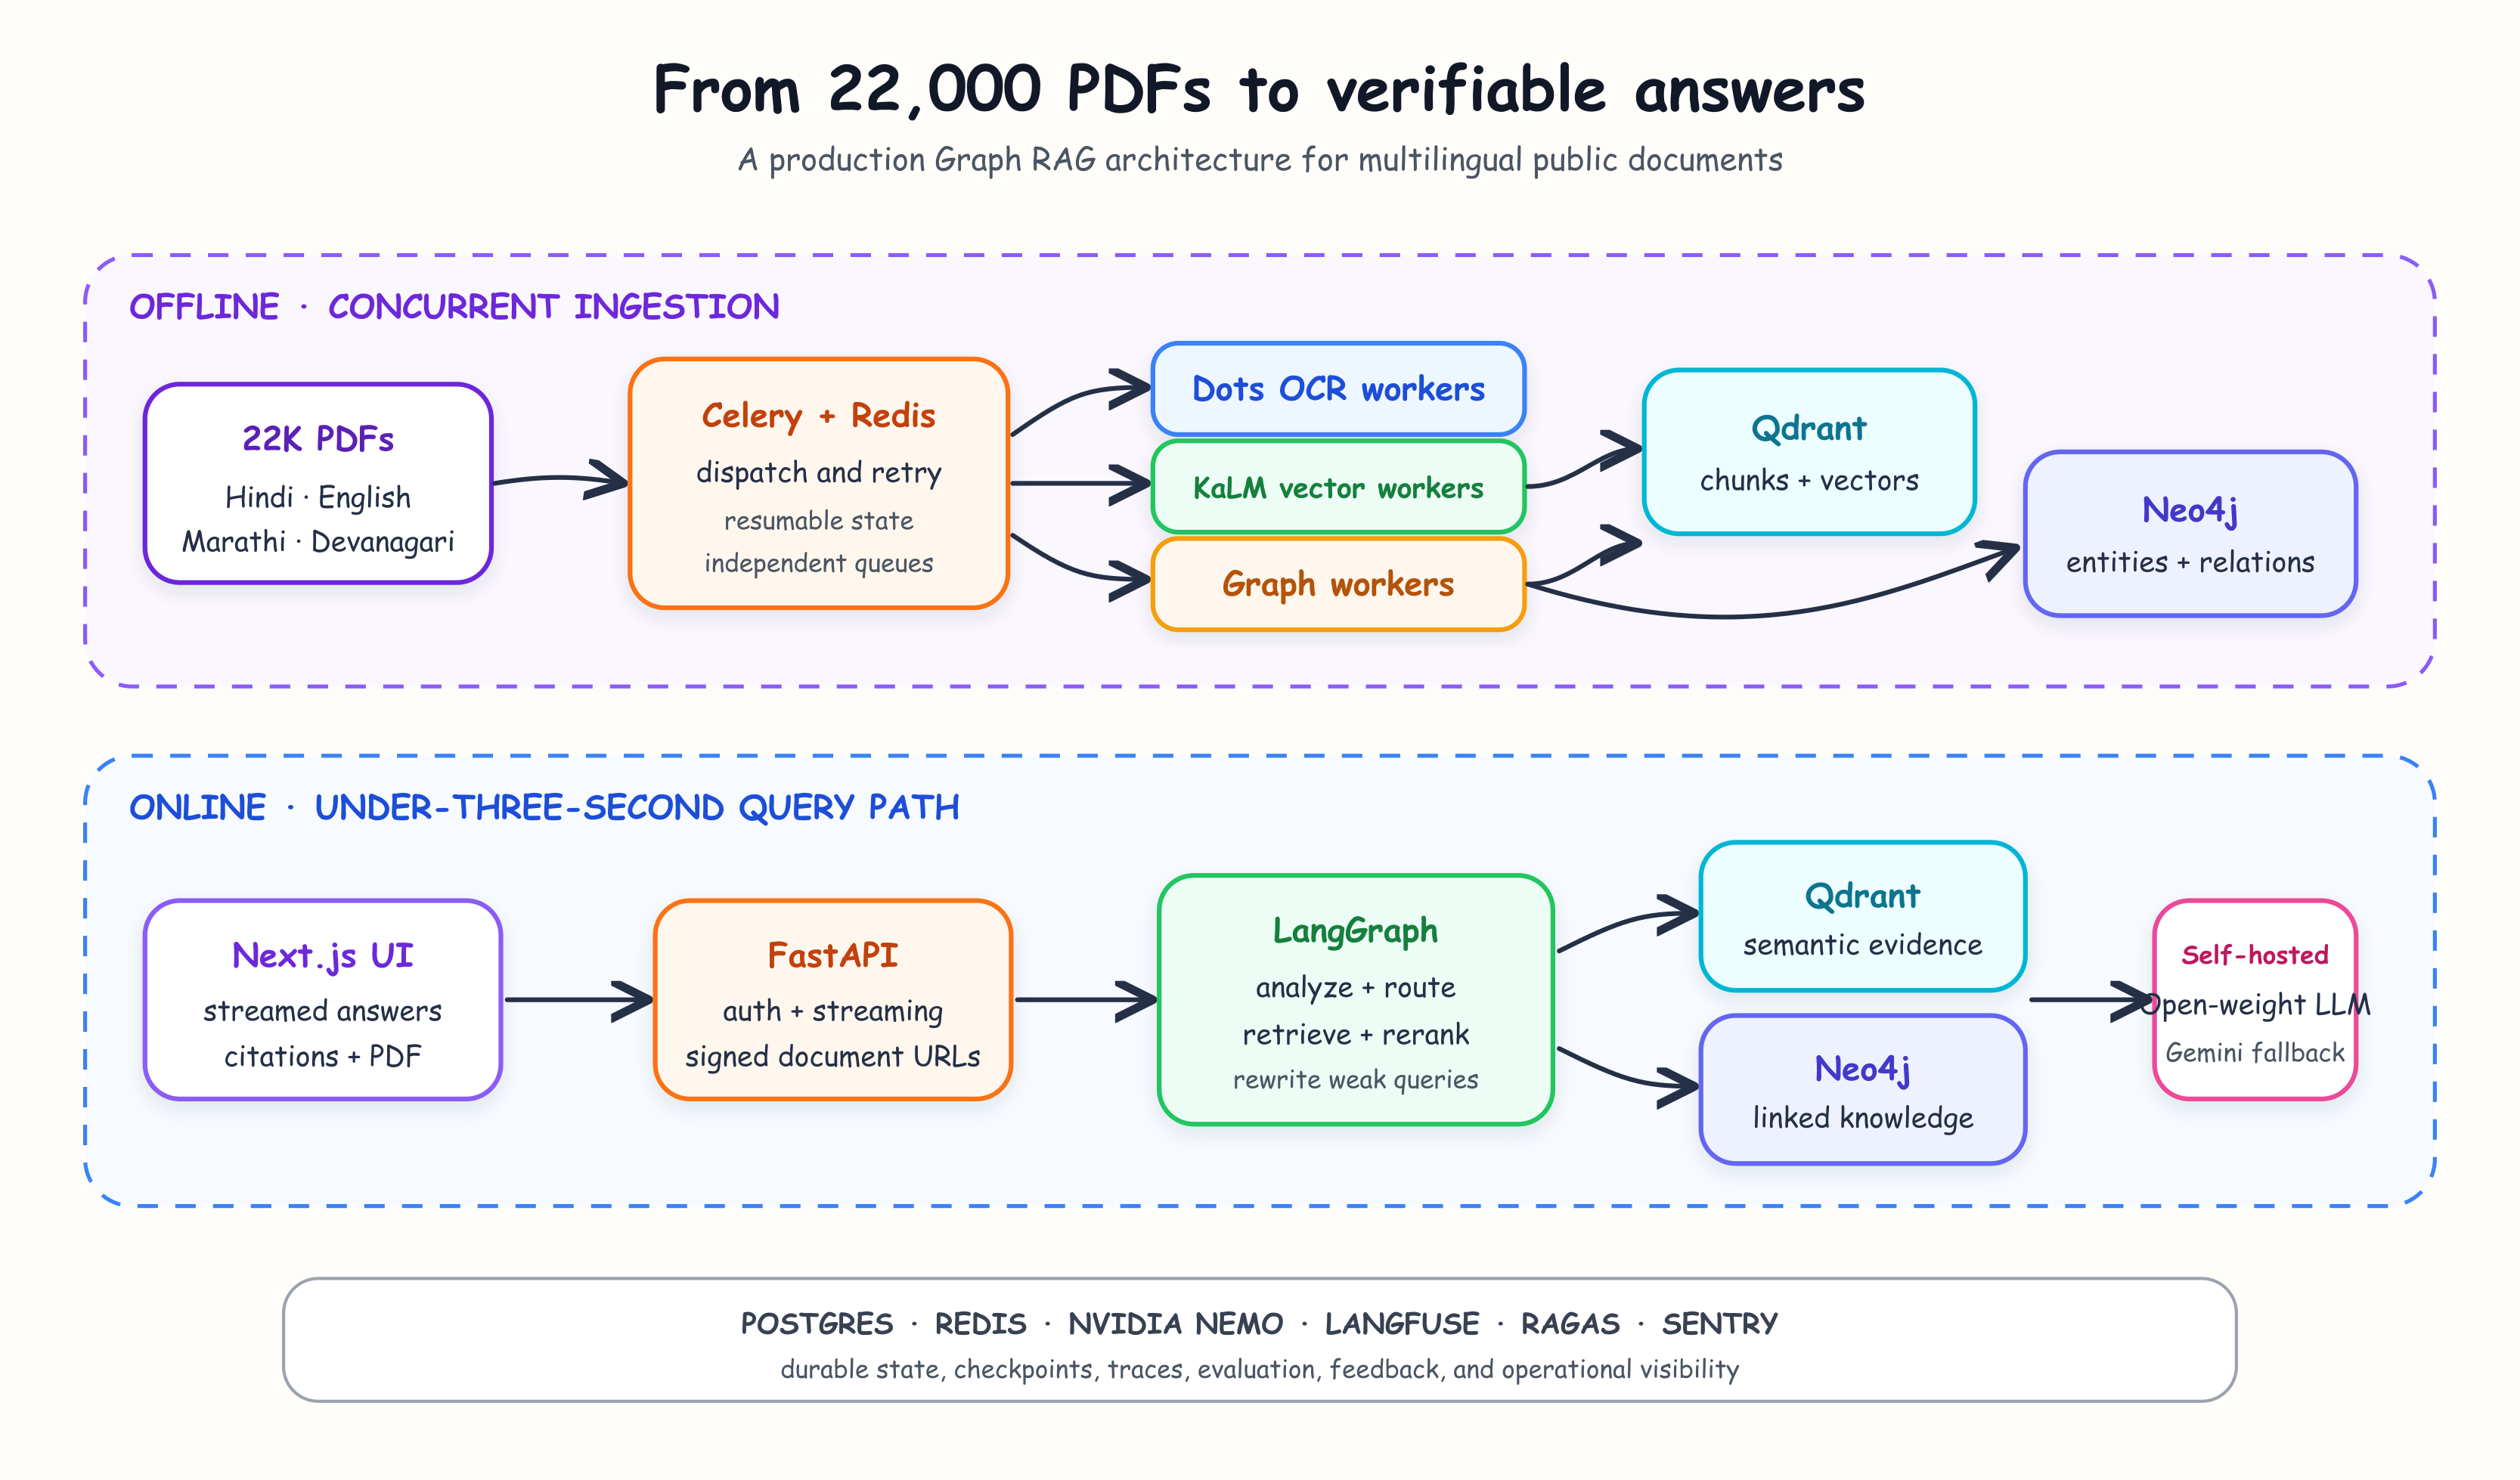 From 22,000 PDFs to verifiable answers
A production Graph RAG architecture for multilingual public documents
OFFLINE · CONCURRENT INGESTION
22K PDFs
Hindi · English
Marathi · Devanagari
Celery + Redis
dispatch and retry
resumable state
independent queues
Dots OCR workers
KaLM vector workers
Graph workers
Qdrant
chunks + vectors
Neo4j
entities + relations
ONLINE · UNDER-THREE-SECOND QUERY PATH
Next.js UI
streamed answers
citations + PDF
FastAPI
auth + streaming
signed document URLs
LangGraph
analyze + route
retrieve + rerank
rewrite weak queries
Qdrant
semantic evidence
Neo4j
linked knowledge
Self-hosted
Open-weight LLM
Gemini fallback
POSTGRES · REDIS · NVIDIA NEMO · LANGFUSE · RAGAS · SENTRY
durable state, checkpoints, traces, evaluation, feedback, and operational visibility